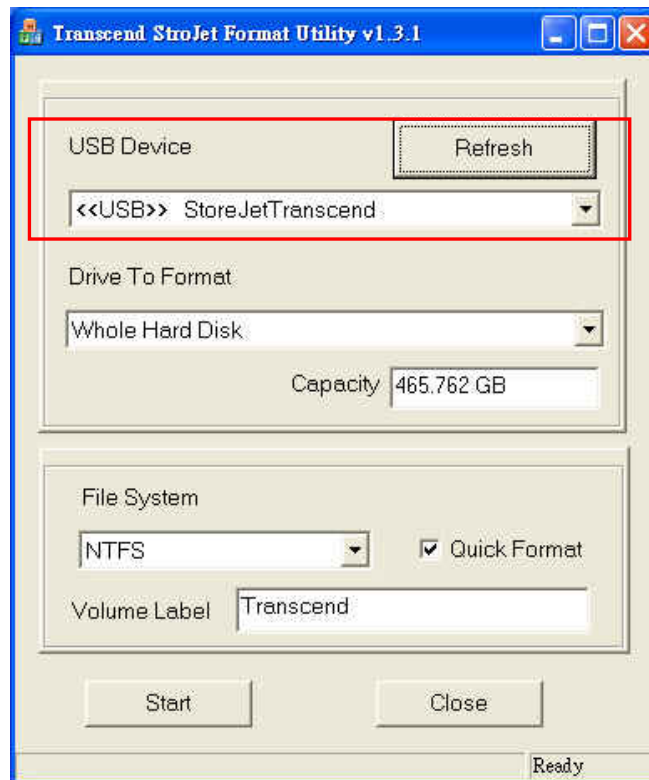 Transcend StroJet Format Utility v1.3.1
USB Device
Refresh
<<USB>> StoreJetTranscend
Drive To Format
Whole Hard Disk
Capacity 465.762 GB
File System
NTFS
Quick Format
Volume Label Transcend
Start Close
Ready